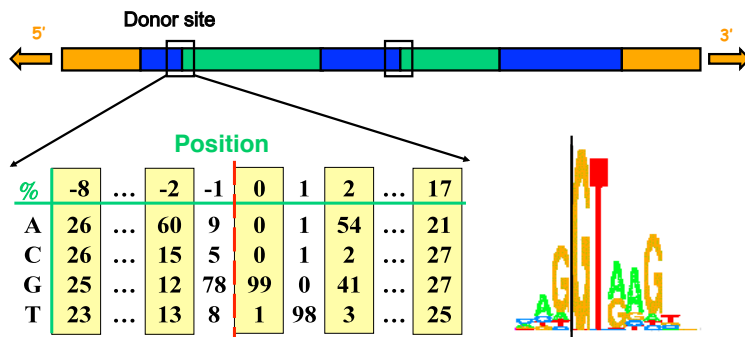 Donor site
5’
3’
Position
% -8 … -2 -1 0 1 2 … 17
A 26 … 60 9 0 1 54 … 21
C 26 … 15 5 0 1 2 … 27
G 25 … 12 78 99 0 41 … 27
T 23 … 13 8 1 98 3 … 25
AGGTAAGT